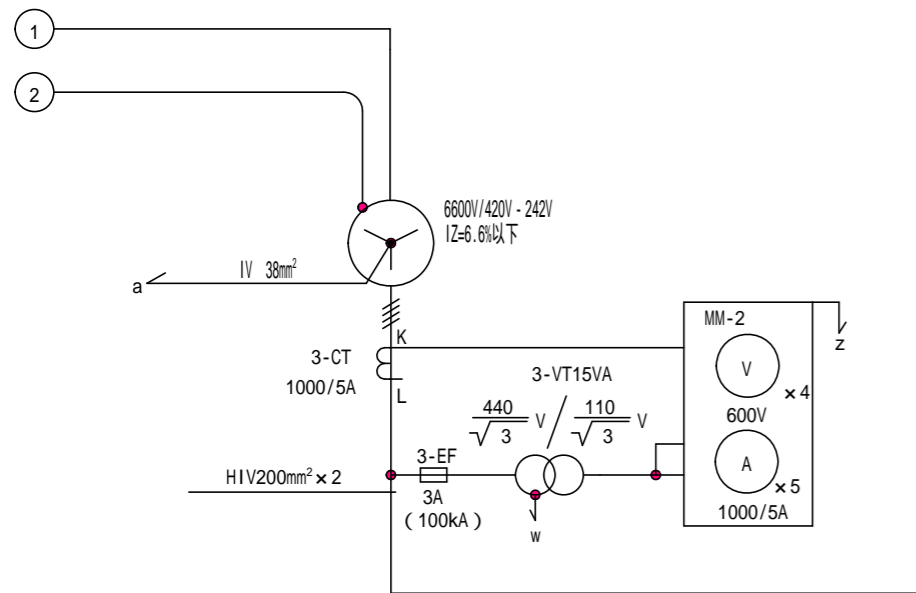 1
2
6600V/420V-242V
IZ=6.6%以下
IV 38mm²
a
K
MM-2
z
3-CT
1000/5A
L
3-VT15VA
V
×4
440/√3 V
110/√3 V
600V
3-EF
A
×5
HIV200mm²×2
3A
(100kA)
1000/5A
w